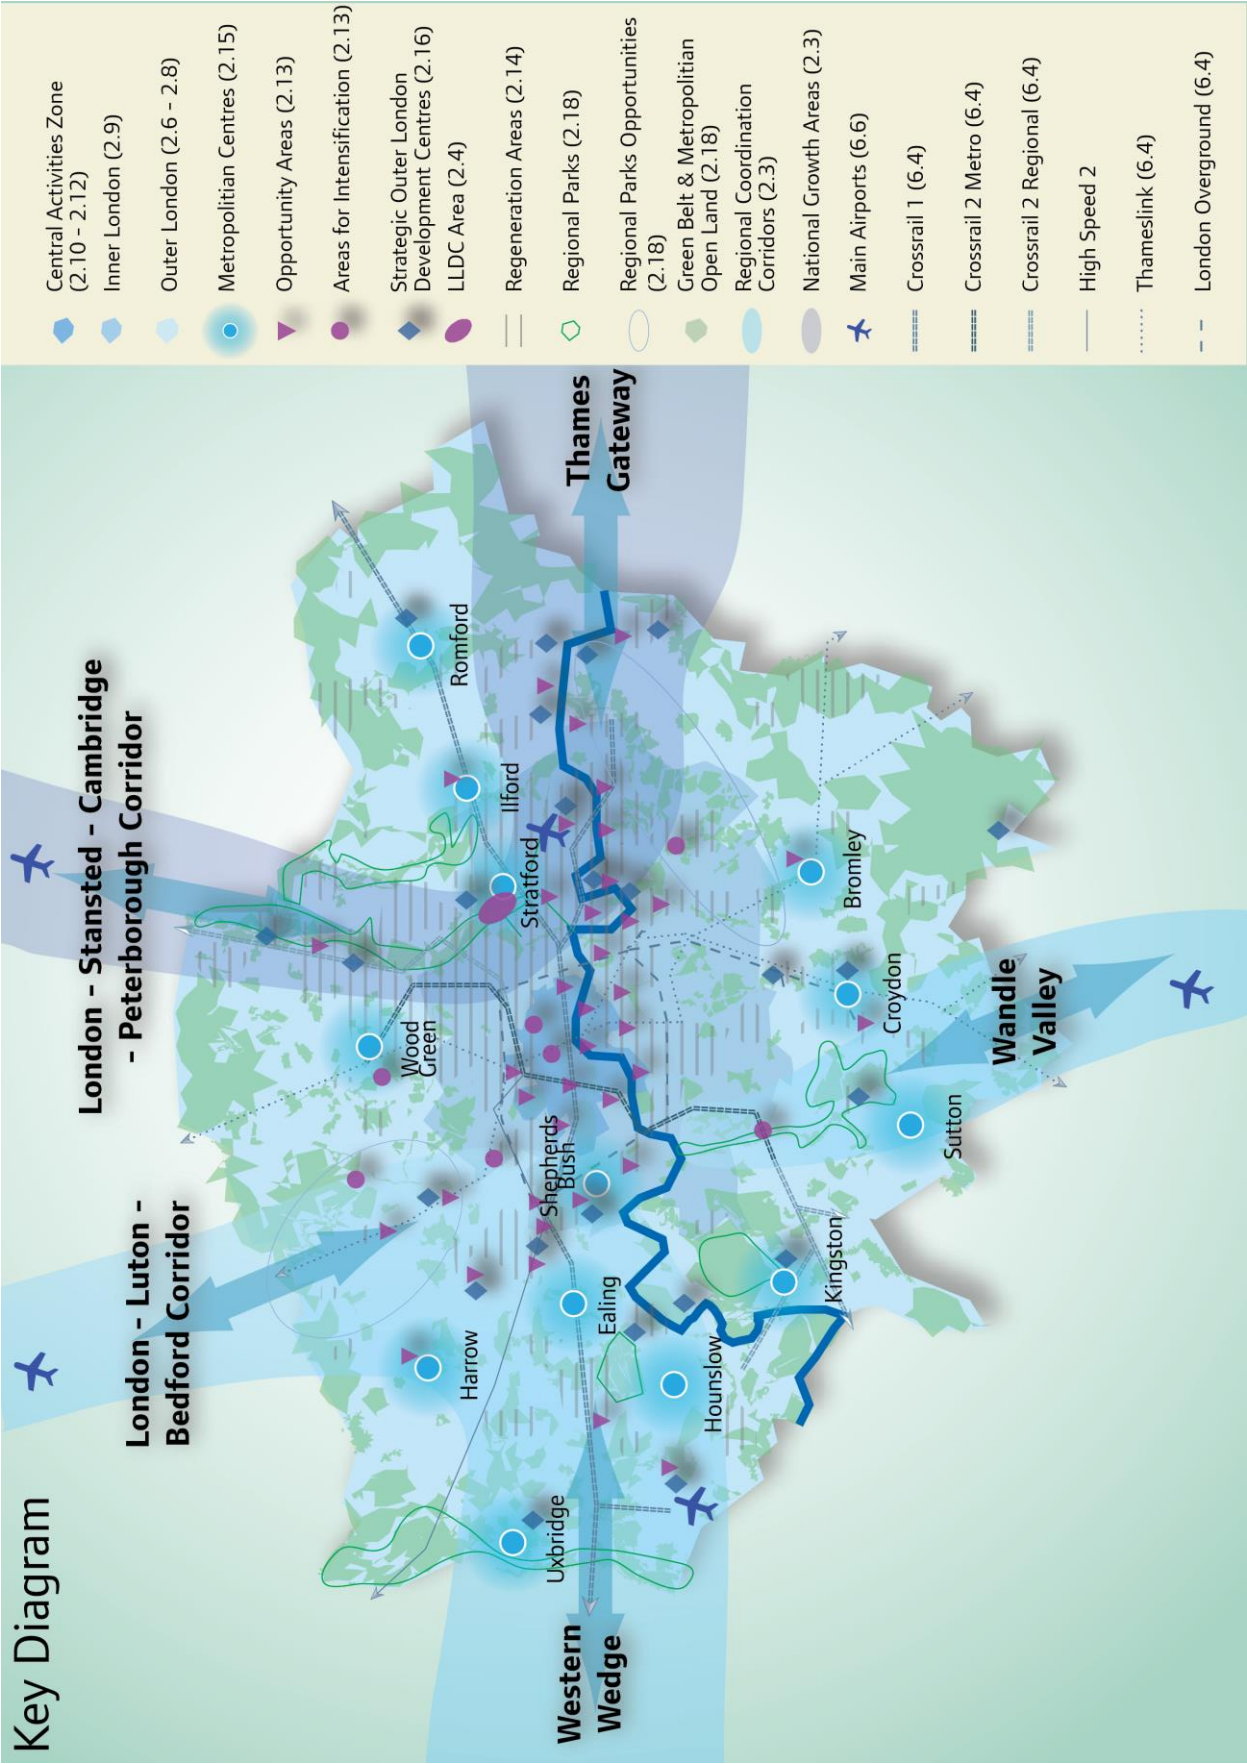 Key Diagram
London – Luton –
Bedford Corridor
London – Stansted – Cambridge
– Peterborough Corridor
Western
Wedge
Thames
Gateway
Wandle
Valley
Uxbridge
Harrow
Ealing
Hounslow
Shepherds
Bush
Kingston
Wood
Green
Sutton
Croydon
Stratford
Bromley
Ilford
Romford
Central Activities Zone
(2.10 – 2.12)
Inner London (2.9)
Outer London (2.6 – 2.8)
Metropolitian Centres (2.15)
Opportunity Areas (2.13)
Areas for Intensification (2.13)
Strategic Outer London
Development Centres (2.16)
LLDC Area (2.4)
Regeneration Areas (2.14)
Regional Parks (2.18)
Regional Parks Opportunities
(2.18)
Green Belt & Metropolitian
Open Land (2.18)
Regional Coordination
Corridors (2.3)
National Growth Areas (2.3)
Main Airports (6.6)
Crossrail 1 (6.4)
Crossrail 2 Metro (6.4)
Crossrail 2 Regional (6.4)
High Speed 2
Thameslink (6.4)
London Overground (6.4)